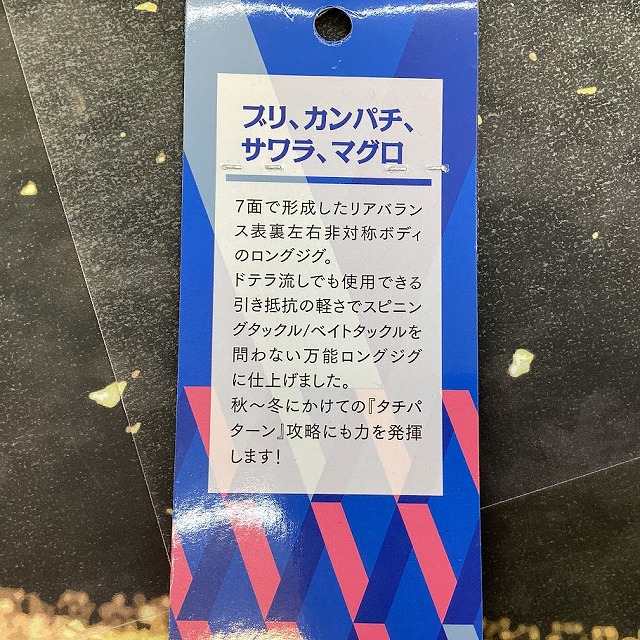 ブリ、カンパチ、
サワラ、マグロ
7面で形成したリアバラン
ス表裏左右非対称ボディ
のロングジグ。
ドテラ流しでも使用できる
引き抵抗の軽さでスピニン
グタックル/ベイトタックルを
問わない万能ロングジグ
に仕上げました。
秋～冬にかけての『タチパ
ターン』攻略にも力を発揮
します!